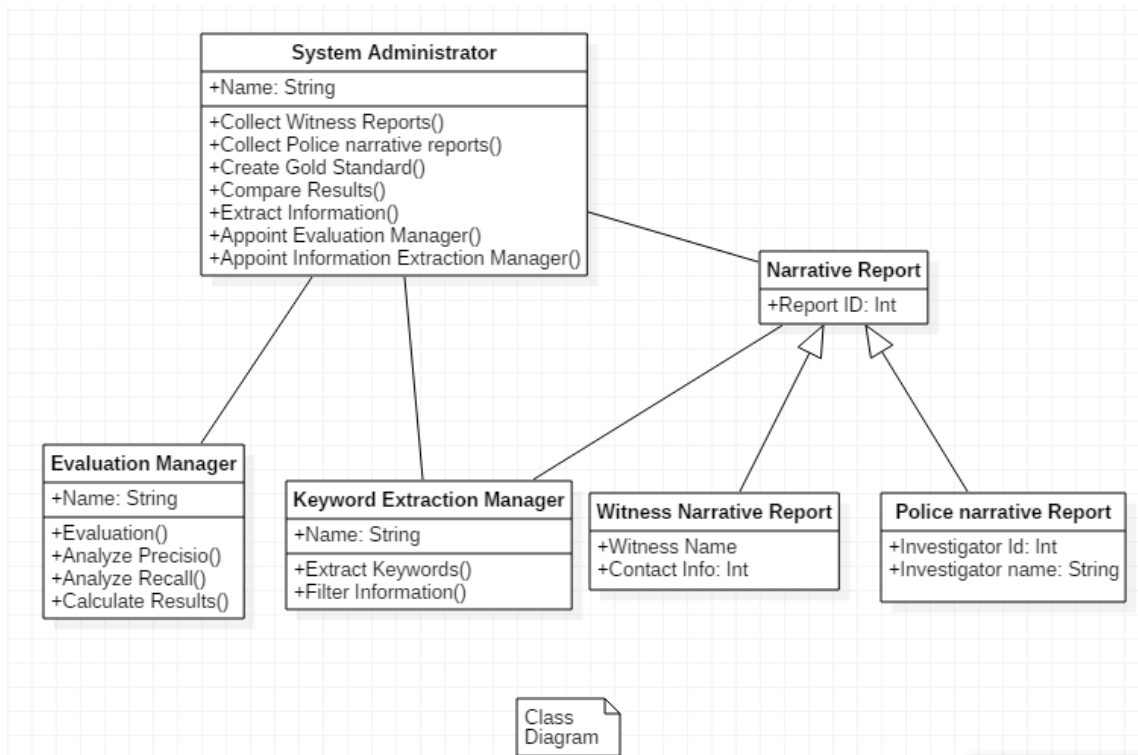 System Administrator
+Name: String
+Collect Witness Reports()
+Collect Police narrative reports()
+Create Gold Standard()
+Compare Results()
+Extract Information()
+Appoint Evaluation Manager()
+Appoint Information Extraction Manager()
Narrative Report
+Report ID: Int
Evaluation Manager
+Name: String
+Evaluation()
+Analyze Precisio()
+Analyze Recall()
+Calculate Results()
Keyword Extraction Manager
+Name: String
+Extract Keywords()
+Filter Information()
Witness Narrative Report
+Witness Name
+Contact Info: Int
Police narrative Report
+Investigator Id: Int
+Investigator name: String
Class
Diagram